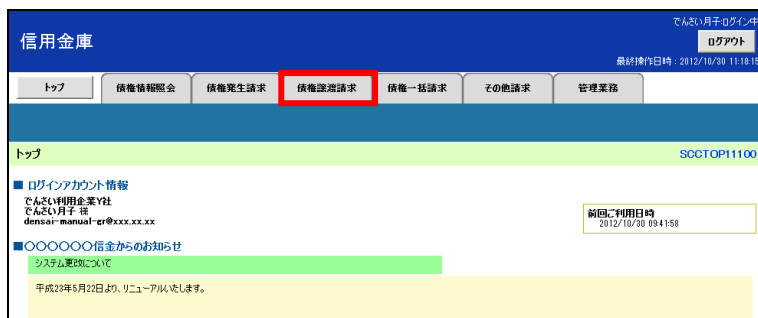 でんさい月子:ログイン中
信用金庫
ログアウト
最終操作日時：2012/10/30 11:18:15
トップ 債権情報照会 債権発生請求 債権譲渡請求 債権一括請求 その他請求 管理業務
トップ SCCTOP11100
■ ログインアカウント情報
でんさい利用企業Y社
でんさい月子 様
densai-manual-gr@xxx.xx.xx
前回ご利用日時
2012/10/30 09:41:58
■〇〇〇〇〇〇信金からのお知らせ
システム更改について
平成23年5月22日より、リニューアルいたします。